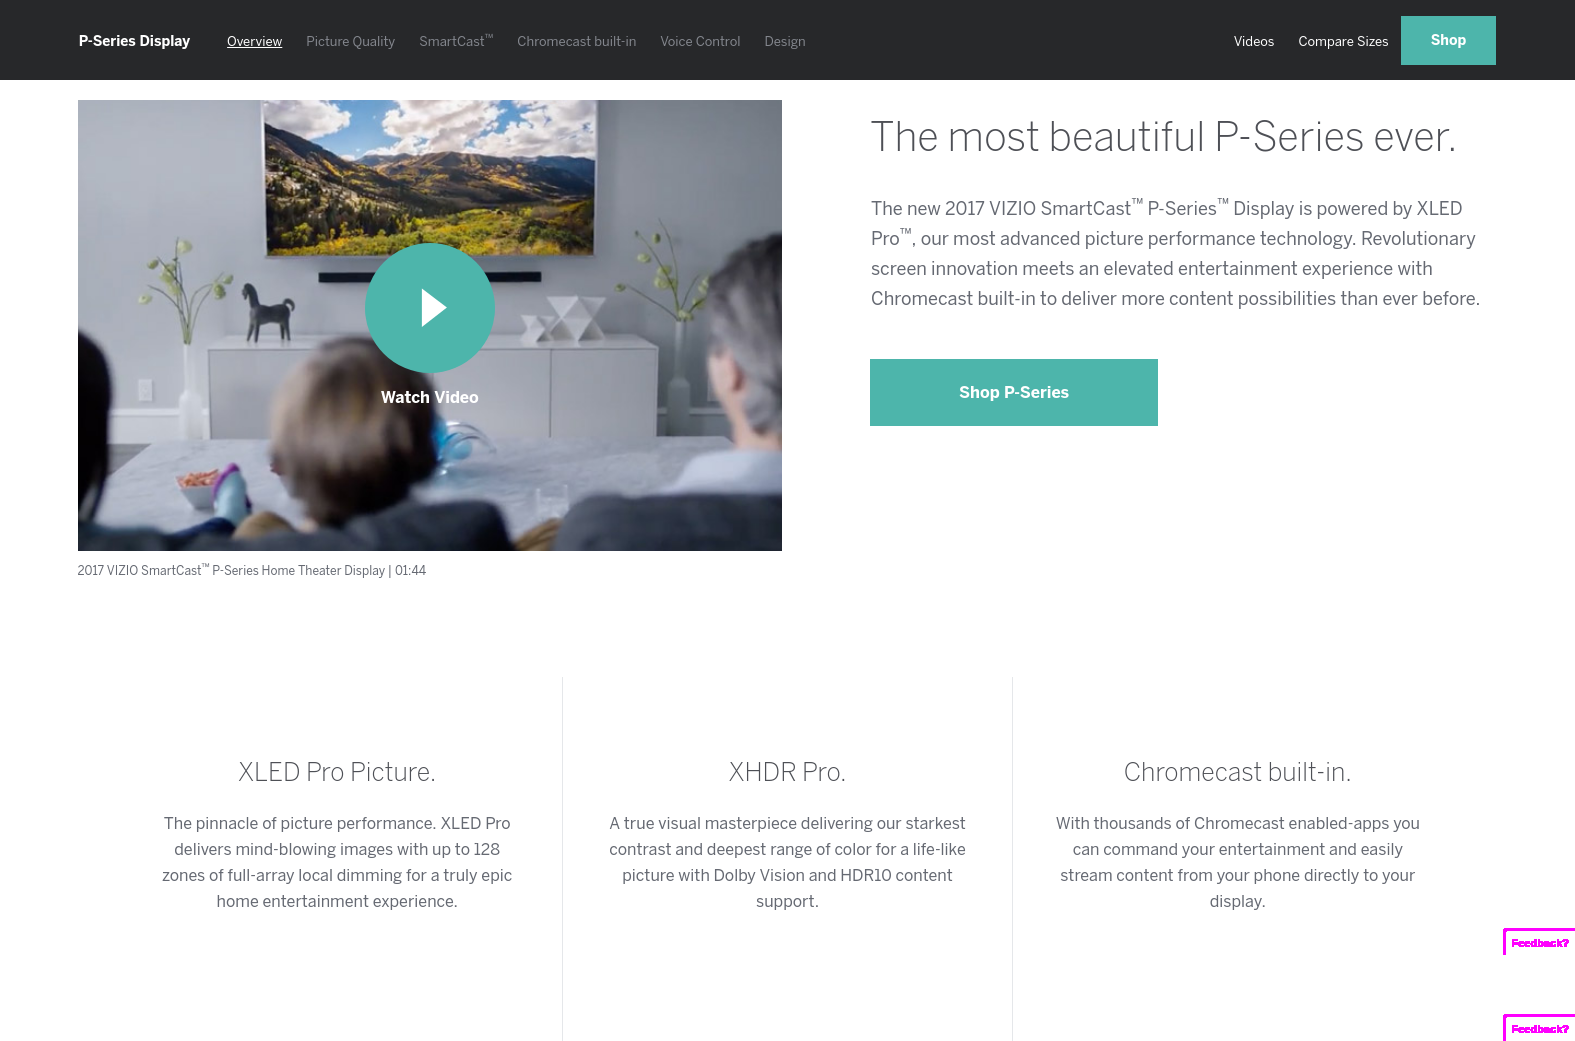 P-Series Display
Overview
Picture Quality
SmartCast™
Chromecast built-in
Voice Control
Design
Videos
Compare Sizes
Shop
Watch Video
2017 VIZIO SmartCast™ P-Series Home Theater Display | 01:44
The most beautiful P-Series ever.
The new 2017 VIZIO SmartCast™ P-Series™ Display is powered by XLED
Pro™, our most advanced picture performance technology. Revolutionary
screen innovation meets an elevated entertainment experience with
Chromecast built-in to deliver more content possibilities than ever before.
Shop P-Series
XLED Pro Picture.
The pinnacle of picture performance. XLED Pro
delivers mind-blowing images with up to 128
zones of full-array local dimming for a truly epic
home entertainment experience.
XHDR Pro.
A true visual masterpiece delivering our starkest
contrast and deepest range of color for a life-like
picture with Dolby Vision and HDR10 content
support.
Chromecast built-in.
With thousands of Chromecast enabled-apps you
can command your entertainment and easily
stream content from your phone directly to your
display.
Feedback?
Feedback?